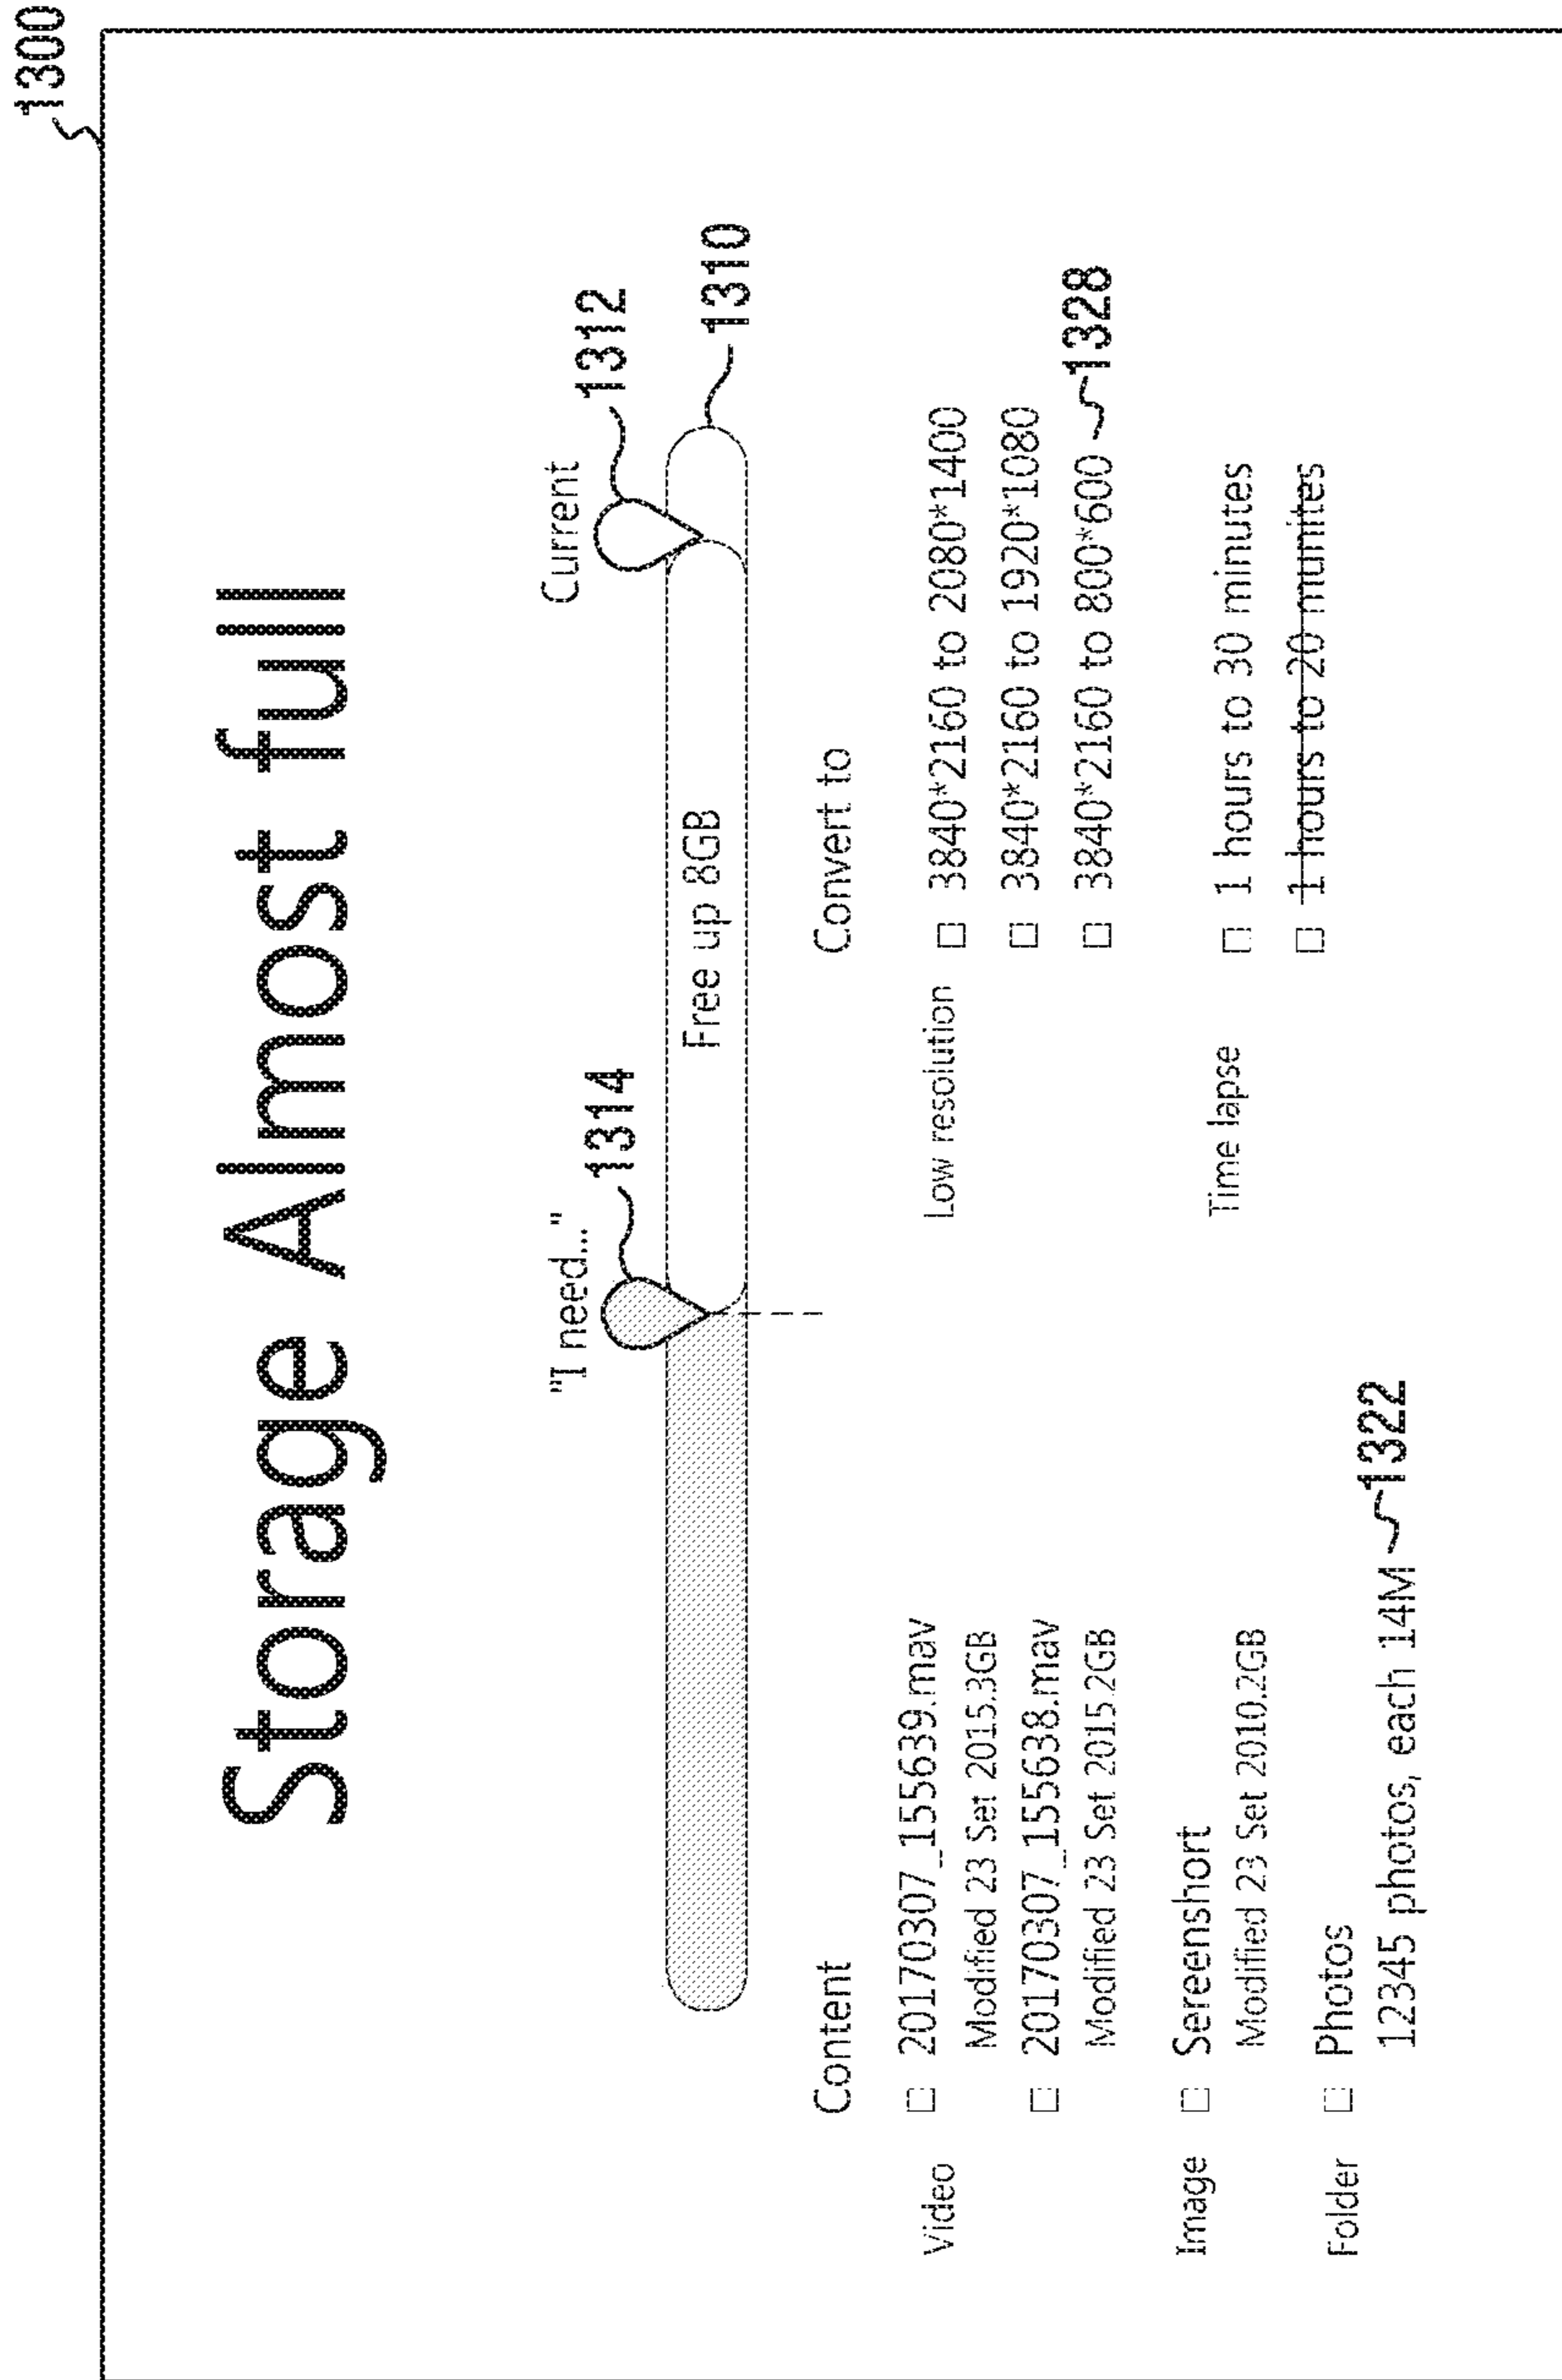 1300
Storage Almost full
"I need..."
1314
Current
1312
Free up 8GB
1310
Content
Video
□ 20170307_155639.mav
Modified 23 Set 2015.3GB
□ 20170307_155638.mav
Modified 23 Set 2015.2GB
Image □ Sereenshort
Modified 23 Set 2010.2GB
Folder □ Photos
12345 photos, each 14M
1322
Convert to
Low resolution □ 3840*2160 to 2080*1400
□ 3840*2160 to 1920*1080
□ 3840*2160 to 800*600
1328
Time lapse □ 1 hours to 30 minutes
□ 1 hours to 20 munites